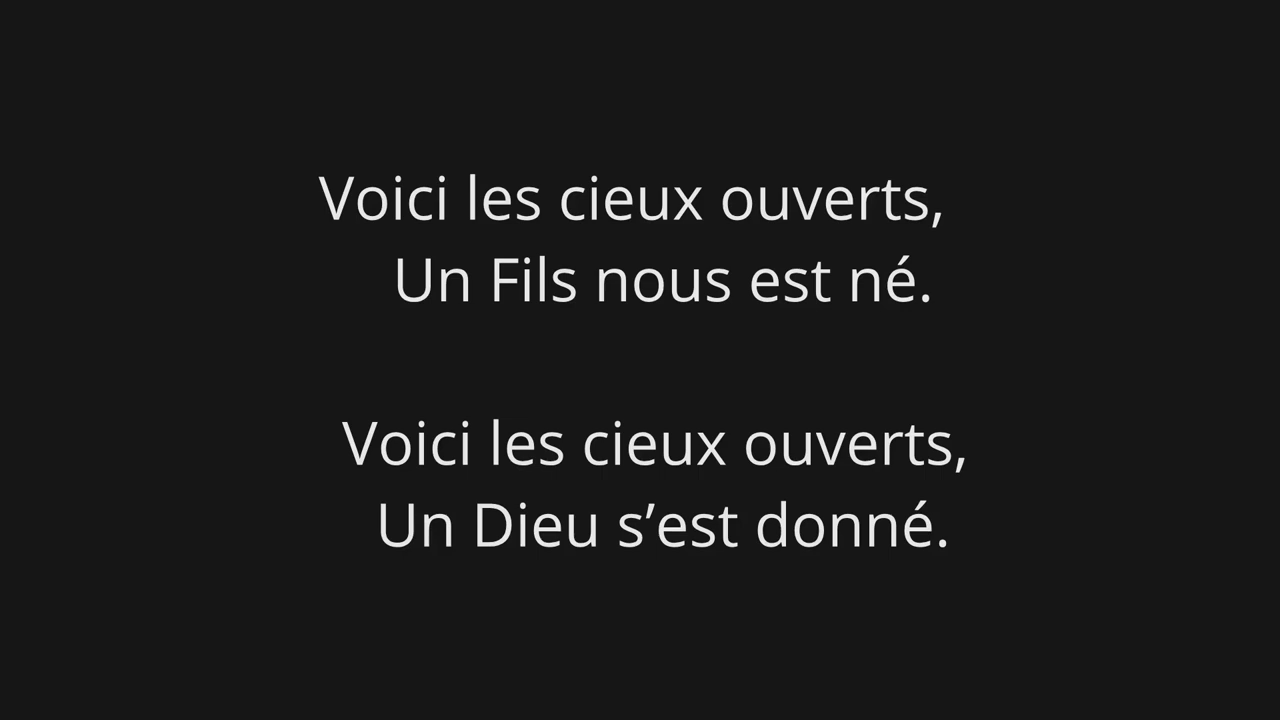 Voici les cieux ouverts,
Un Fils nous est né.
Voici les cieux ouverts,
Un Dieu s’est donné.